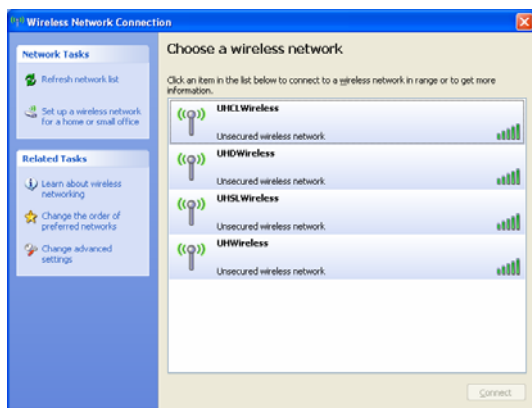 Wireless Network Connection
Network Tasks
Refresh network list
Set up a wireless network
for a home or small office
Related Tasks
Learn about wireless
networking
Change the order of
preferred networks
Change advanced
settings
Choose a wireless network
Click an item in the list below to connect to a wireless network in range or to get more
information.
UHCLWireless
Unsecured wireless network
UHDWireless
Unsecured wireless network
UHSLWireless
Unsecured wireless network
UHWireless
Unsecured wireless network
Connect